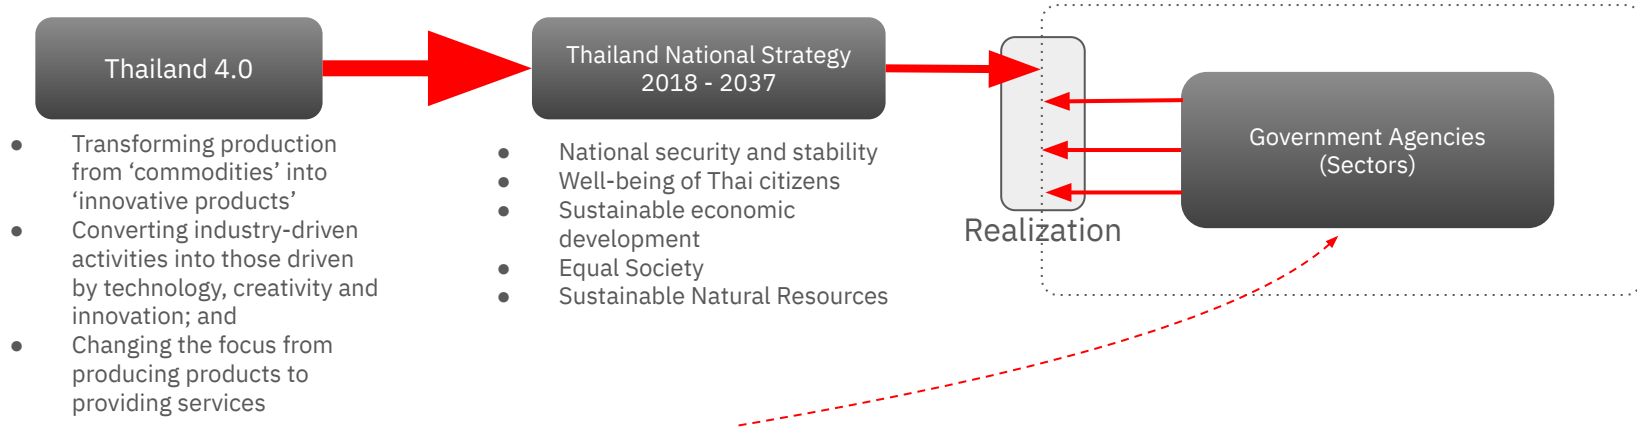 Thailand 4.0
● Transforming production
from ‘commodities’ into
‘innovative products’
● Converting industry-driven
activities into those driven
by technology, creativity and
innovation; and
● Changing the focus from
producing products to
providing services
Thailand National Strategy
2018 - 2037
● National security and stability
● Well-being of Thai citizens
● Sustainable economic
development
● Equal Society
● Sustainable Natural Resources
Realization
Government Agencies
(Sectors)